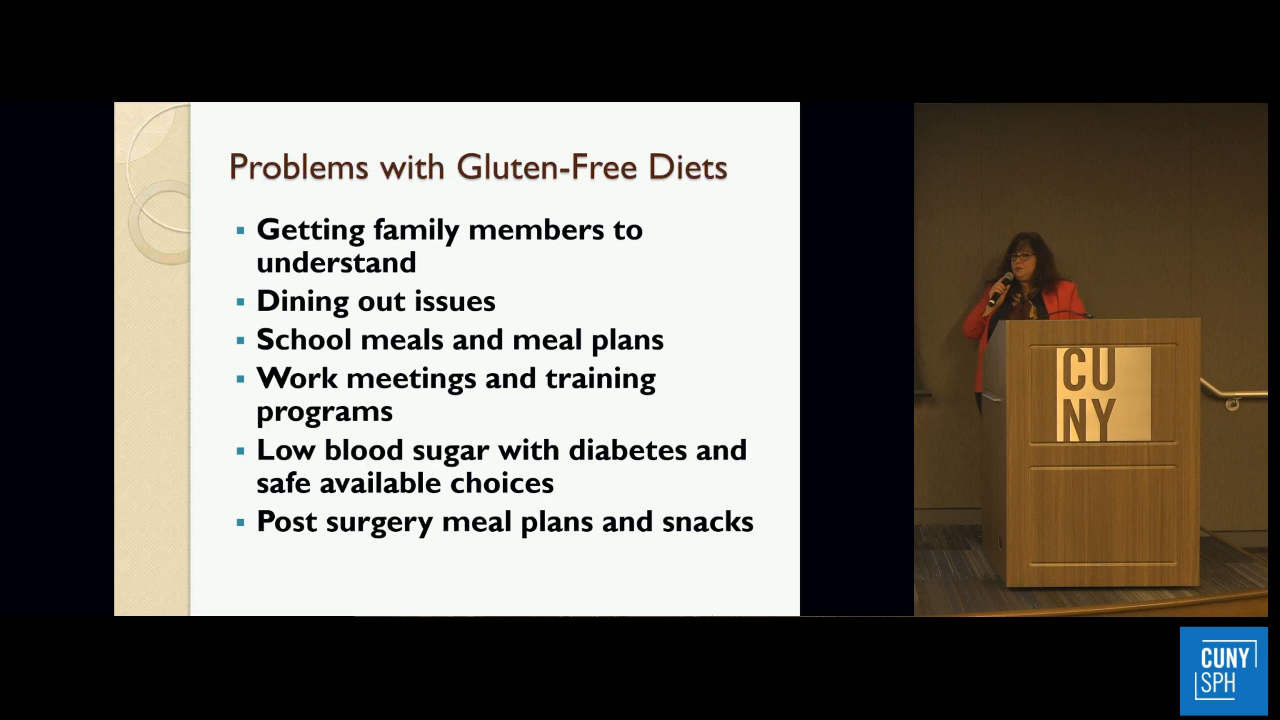 Problems with Gluten-Free Diets
▪ Getting family members to
understand
▪ Dining out issues
▪ School meals and meal plans
▪ Work meetings and training
programs
▪ Low blood sugar with diabetes and
safe available choices
▪ Post surgery meal plans and snacks
CU
NY
CUNY
SPH